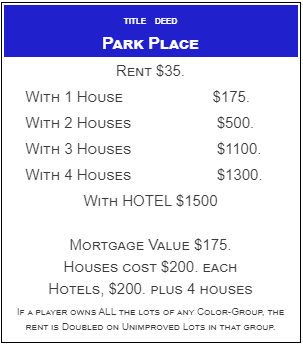 TITLE DEED
PARK PLACE
RENT $35.
WITH 1 HOUSE $175.
WITH 2 HOUSES $500.
WITH 3 HOUSES $1100.
WITH 4 HOUSES $1300.
WITH HOTEL $1500
MORTGAGE VALUE $175.
HOUSES COST $200. EACH
HOTELS, $200. PLUS 4 HOUSES
IF A PLAYER OWNS ALL THE LOTS OF ANY COLOR-GROUP, THE
RENT IS DOUBLED ON UNIMPROVED LOTS IN THAT GROUP.